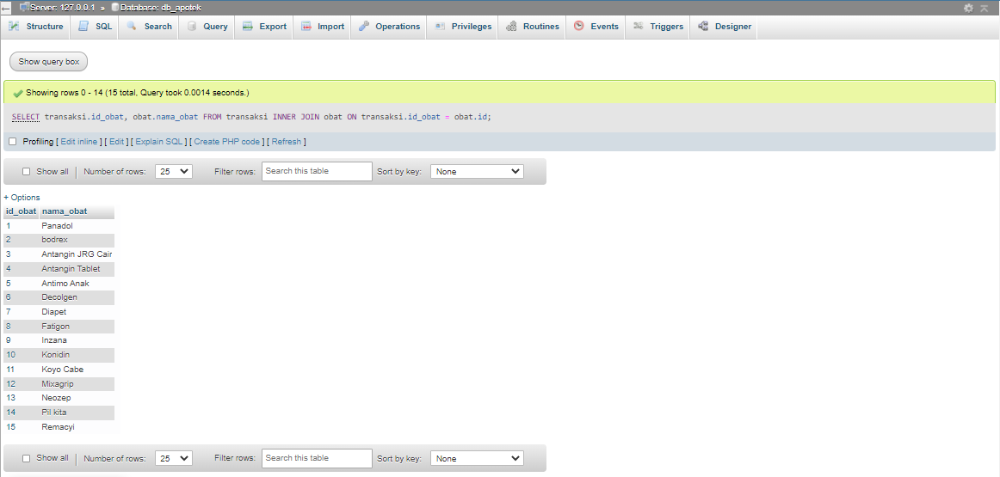 Server: 127.0.0.1 » Database: db_apotek
Structure SQL Search Query Export Import Operations Privileges Routines Events Triggers Designer
Show query box
Showing rows 0 - 14 (15 total, Query took 0.0014 seconds.)
SELECT transaksi.id_obat, obat.nama_obat FROM transaksi INNER JOIN obat ON transaksi.id_obat = obat.id;
Profiling [ Edit inline ] [ Edit ] [ Explain SQL ] [ Create PHP code ] [ Refresh ]
Show all Number of rows: 25 Filter rows: Search this table Sort by key: None
+ Options
id_obat nama_obat
1 Panadol
2 bodrex
3 Antangin JRG Cair
4 Antangin Tablet
5 Antimo Anak
6 Decolgen
7 Diapet
8 Fatigon
9 Inzana
10 Konidin
11 Koyo Cabe
12 Mixagrip
13 Neozep
14 Pil kita
15 Remacyi
Show all Number of rows: 25 Filter rows: Search this table Sort by key: None